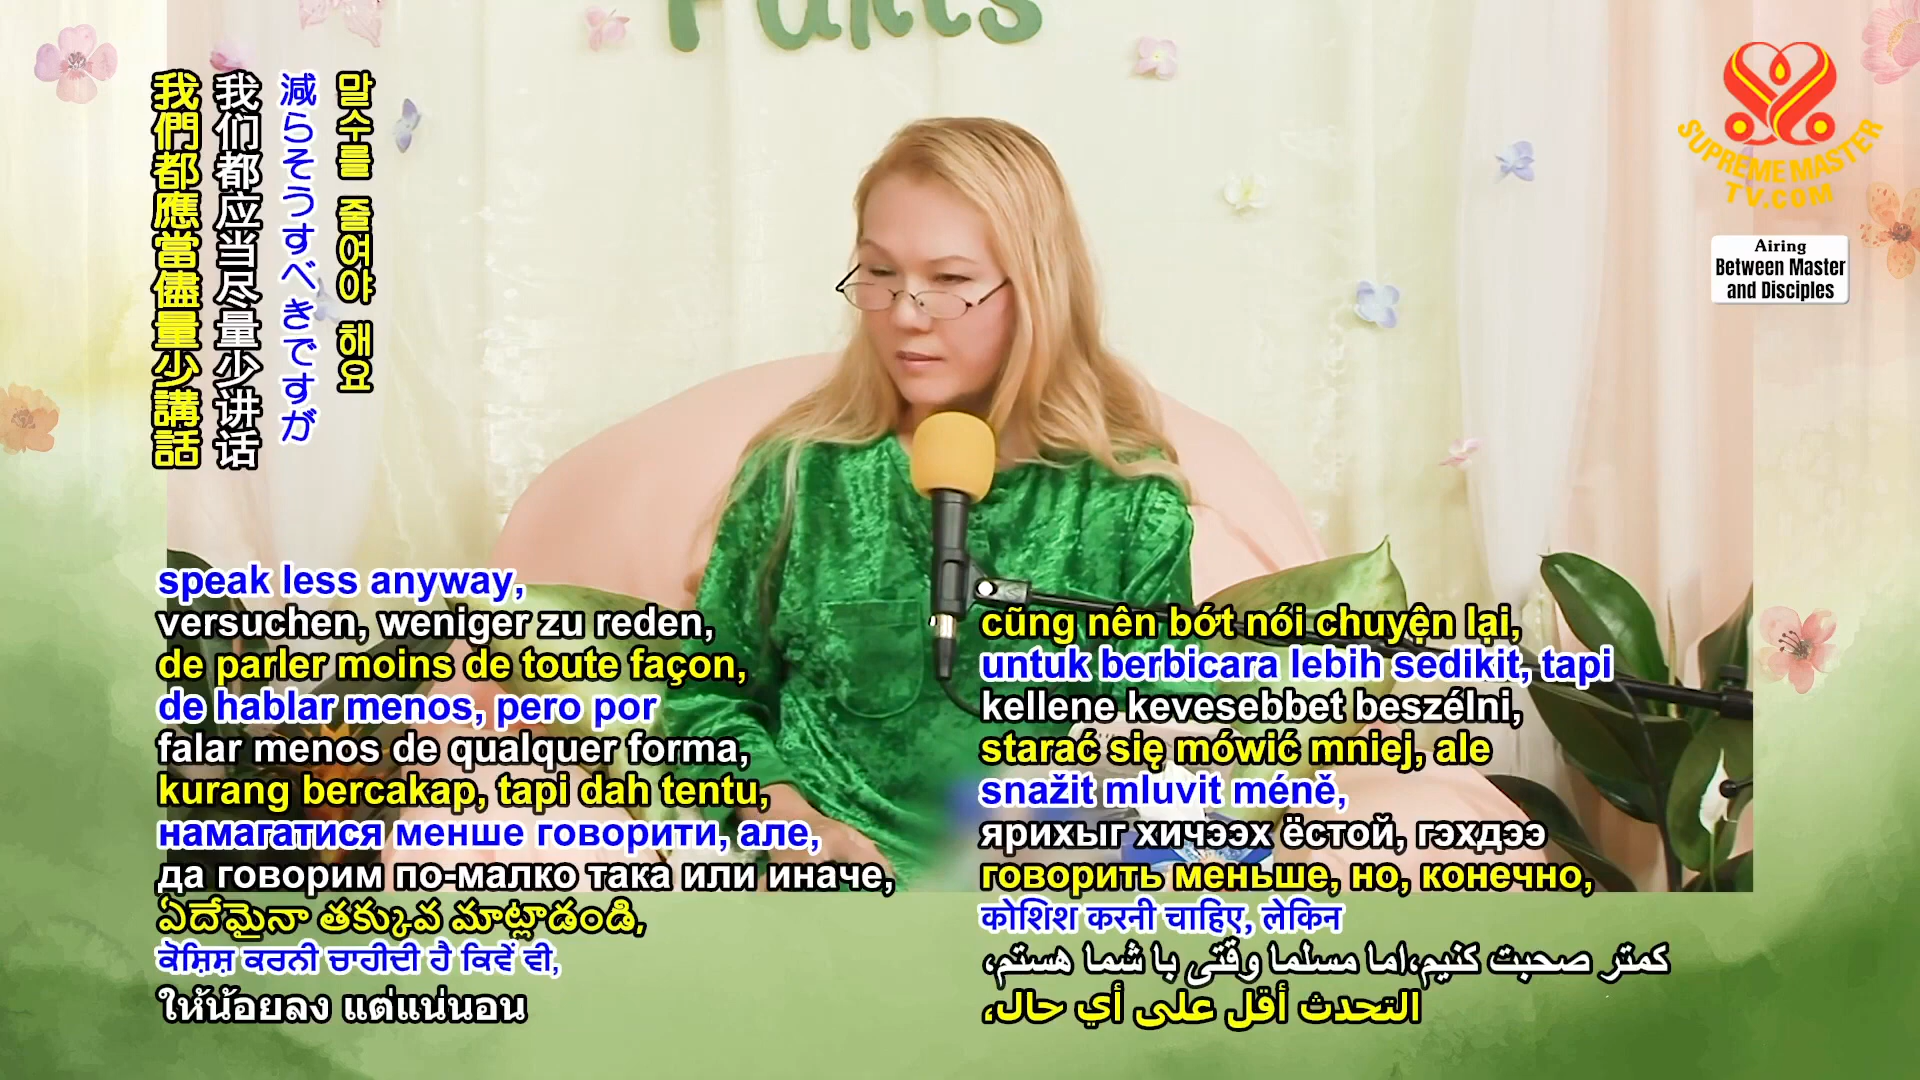 我們都應當儘量少講話
我们都应当尽量少讲话
減らそうすべきですが
말수를 줄여야 해요
SUPREME MASTER
TV.COM
Airing
Between Master
and Disciples
speak less anyway,
versuchen, weniger zu reden,
de parler moins de toute façon,
de hablar menos, pero por
falar menos de qualquer forma,
kurang bercakap, tapi dah tentu,
намагатися менше говорити, але,
да говорим по-малко така или иначе,
ఏదేమైనా తక్కువ మాట్లాడండి,
ਕੋਸ਼ਿਸ਼ ਕਰਨੀ ਚਾਹੀਦੀ ਹੈ ਕਿਵੇਂ ਵੀ,
ให้น้อยลง แต่แน่นอน
cũng nên bớt nói chuyện lại,
untuk berbicara lebih sedikit, tapi
kellene kevesebbet beszélni,
starać się mówić mniej, ale
snažit mluvit méně,
ярихыг хичээх ёстой, гэхдээ
говорить меньше, но, конечно,
कोशिश करनी चाहिए, लेकिन
کمتر صحبت کنیم،اما مسلما وقتی با شما هستم،
التحدث أقل على أي حال،